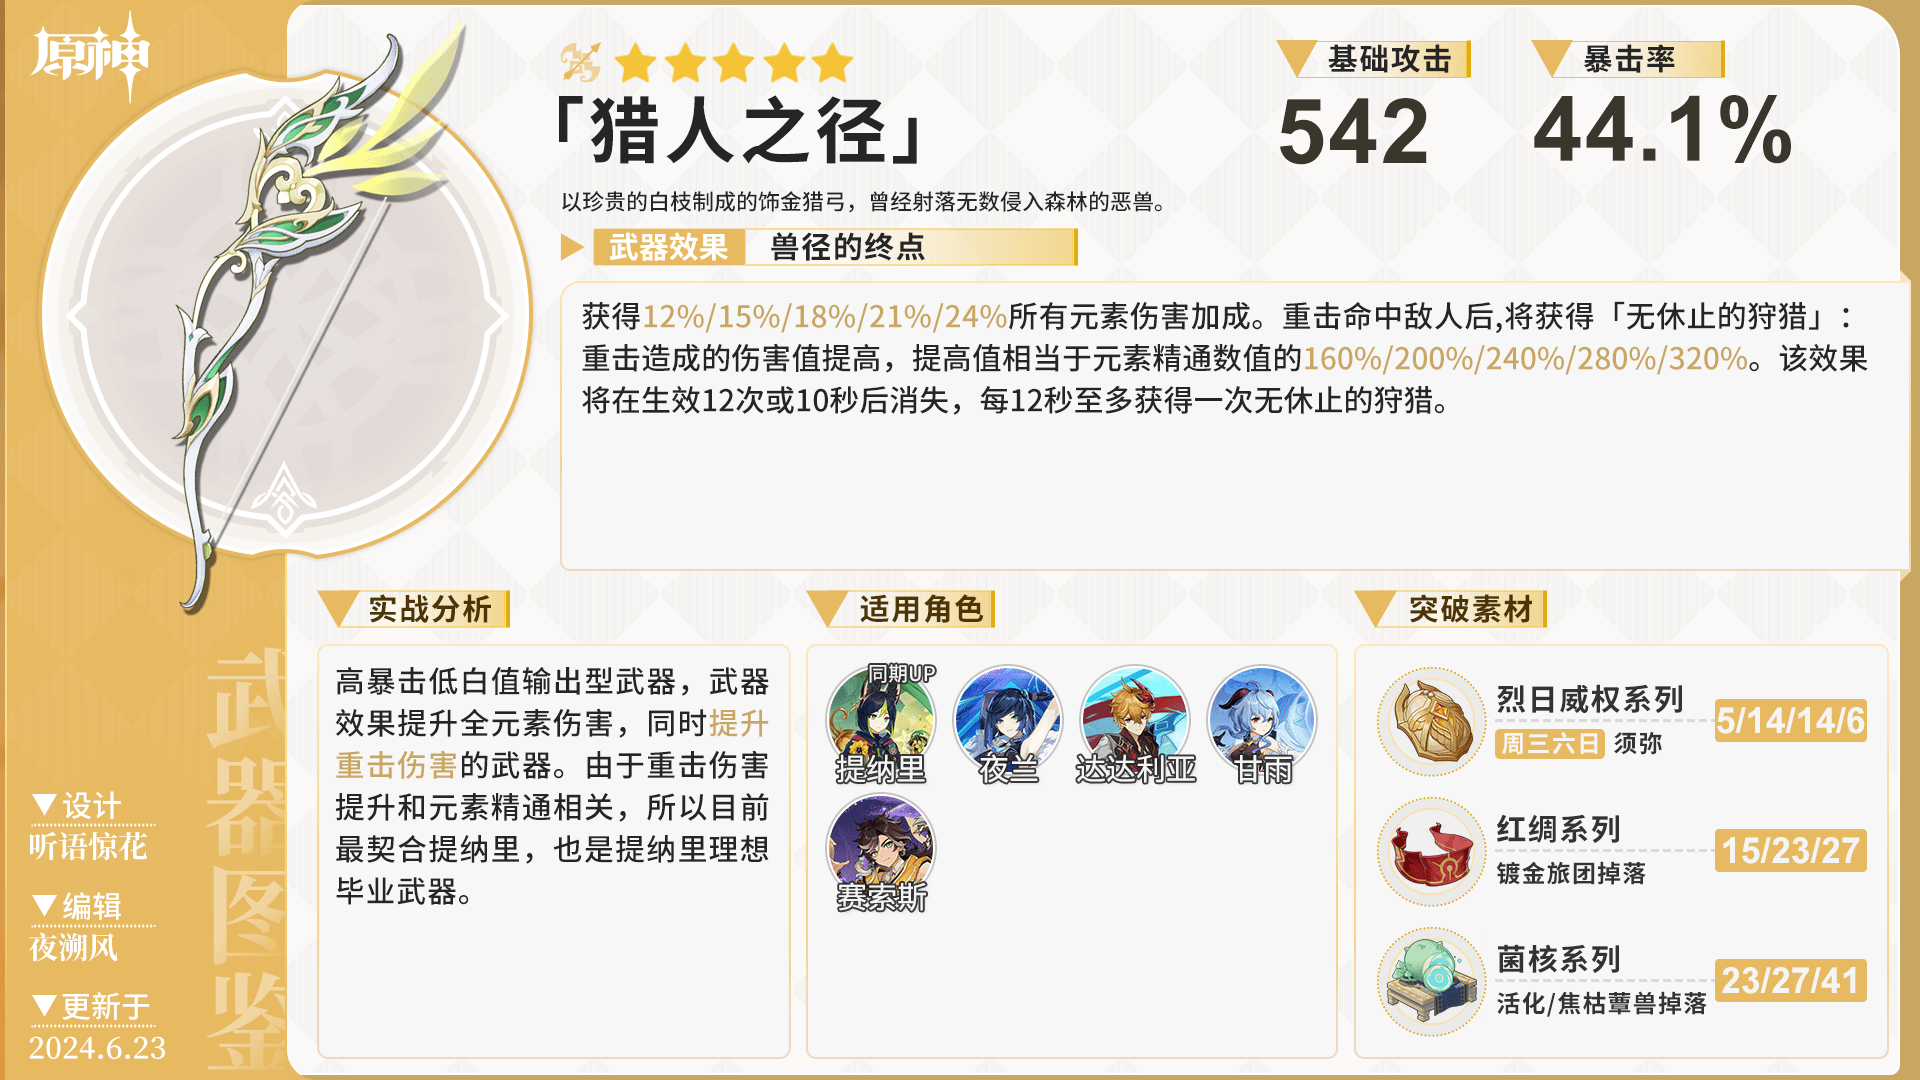 原神
「猎人之径」
以珍贵的白枝制成的饰金猎弓，曾经射落无数侵入森林的恶兽。
基础攻击
542
暴击率
44.1%
武器效果 兽径的终点
获得12%/15%/18%/21%/24%所有元素伤害加成。重击命中敌人后,将获得「无休止的狩猎」：
重击造成的伤害值提高，提高值相当于元素精通数值的160%/200%/240%/280%/320%。该效果
将在生效12次或10秒后消失，每12秒至多获得一次无休止的狩猎。
实战分析
高暴击低白值输出型武器，武器
效果提升全元素伤害，同时提升
重击伤害的武器。由于重击伤害
提升和元素精通相关，所以目前
最契合提纳里，也是提纳里理想
毕业武器。
适用角色
同期UP
提纳里
夜兰
达达利亚
甘雨
赛索斯
突破素材
烈日威权系列
周三六日 须弥
5/14/14/6
红绸系列
镀金旅团掉落
15/23/27
菌核系列
活化/焦枯蕈兽掉落
23/27/41
武器图鉴
▼设计
听语惊花
▼编辑
夜溯风
▼更新于
2024.6.23